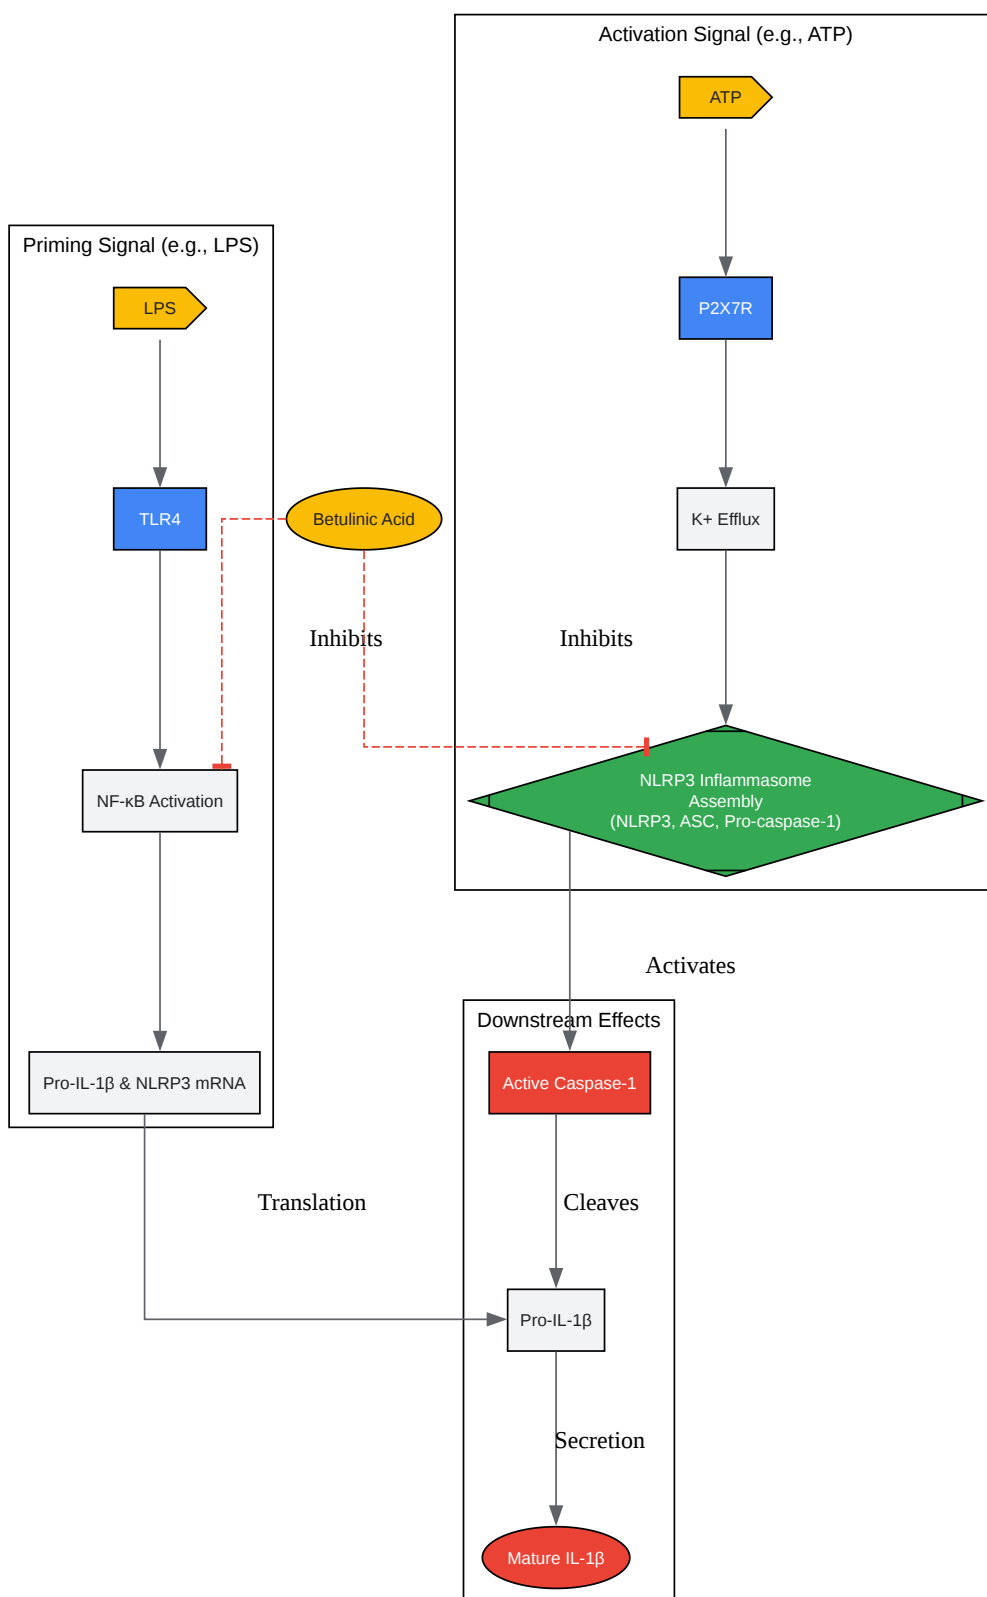 Activation Signal (e.g., ATP)
ATP
Priming Signal (e.g., LPS)
LPS
P2X7R
TLR4
Betulinic Acid
K+ Efflux
Inhibits
Inhibits
NF-κB Activation
NLRP3 Inflammasome
Assembly
(NLRP3, ASC, Pro-caspase-1)
Activates
Downstream Effects
Pro-IL-1β & NLRP3 mRNA
Active Caspase-1
Translation
Cleaves
Pro-IL-1β
Secretion
Mature IL-1β